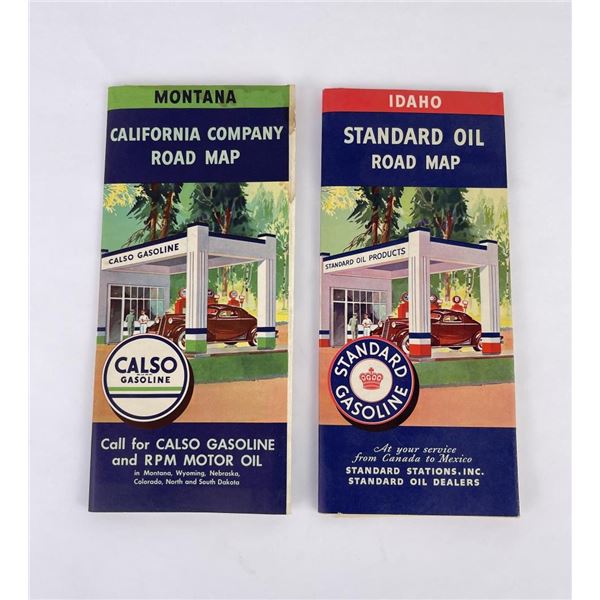 MONTANA
CALIFORNIA COMPANY
ROAD MAP
CALSO GASOLINE
CALSO
GASOLINE
Call for CALSO GASOLINE
and RPM MOTOR OIL
in Montana, Wyoming, Nebraska,
Colorado, North and South Dakota
IDAHO
STANDARD OIL
ROAD MAP
STANDARD OIL PRODUCTS
STANDARD
GASOLINE
At your service
from Canada to Mexico
STANDARD STATIONS, INC.
STANDARD OIL DEALERS